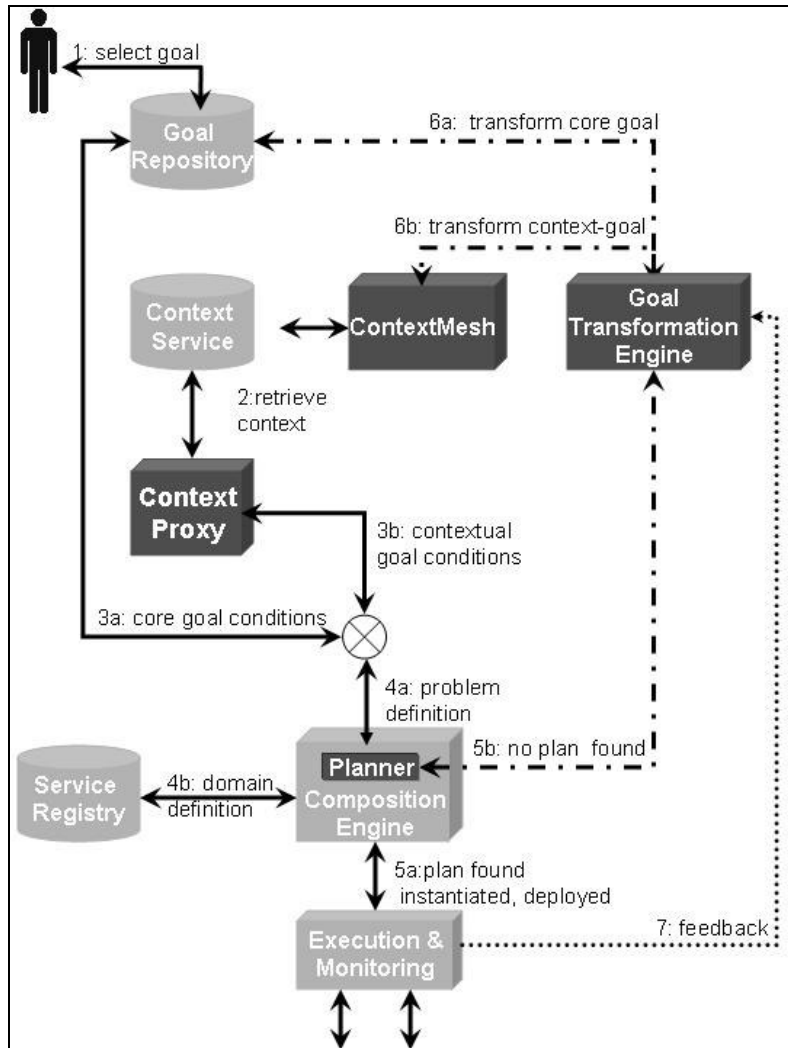 1: select goal
Goal
Repository
6a: transform core goal
6b: transform context-goal
Context
Service
ContextMesh
Goal
Transformation
Engine
2:retrieve
context
Context
Proxy
3b: contextual
goal conditions
3a: core goal conditions
4a: problem
definition
5b: no plan found
Planner
Composition
Engine
Service
Registry
4b: domain
definition
5a:plan found
instantiated, deployed
7: feedback
Execution &
Monitoring